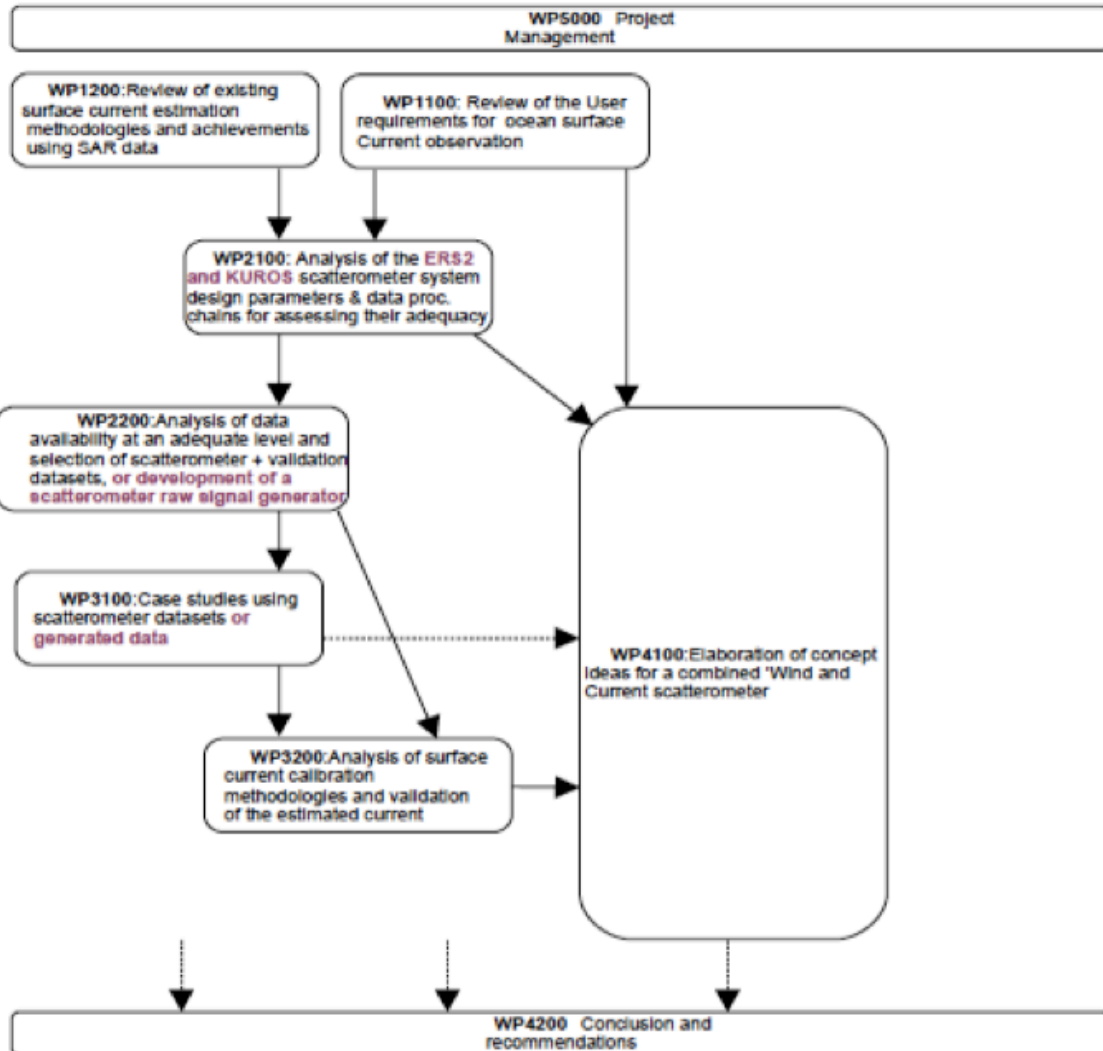 WP5000 Project
Management
WP1200:Review of existing
surface current estimation
methodologies and achievements
using SAR data
WP1100: Review of the User
requirements for ocean surface
Current observation
WP2100: Analysis of the ERS2
and KUROS scatterometer system
design parameters & data proc.
chains for assessing their adequacy
WP2200:Analysis of data
availability at an adequate level and
selection of scatterometer + validation
datasets, or development of a
scatterometer raw signal generator
WP3100:Case studies using
scatterometer datasets or
generated data
WP4100:Elaboration of concept
Ideas for a combined 'Wind and
Current scatterometer
WP3200:Analysis of surface
current calibration
methodologies and validation
of the estimated current
WP4200 Conclusion and
recommendations